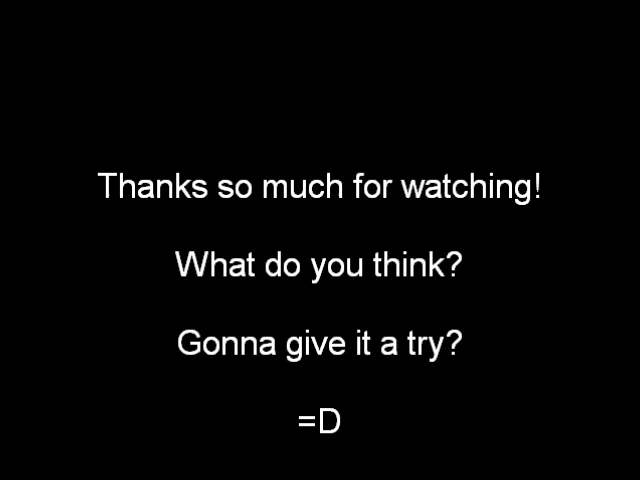 Thanks so much for watching!
What do you think?
Gonna give it a try?
=D